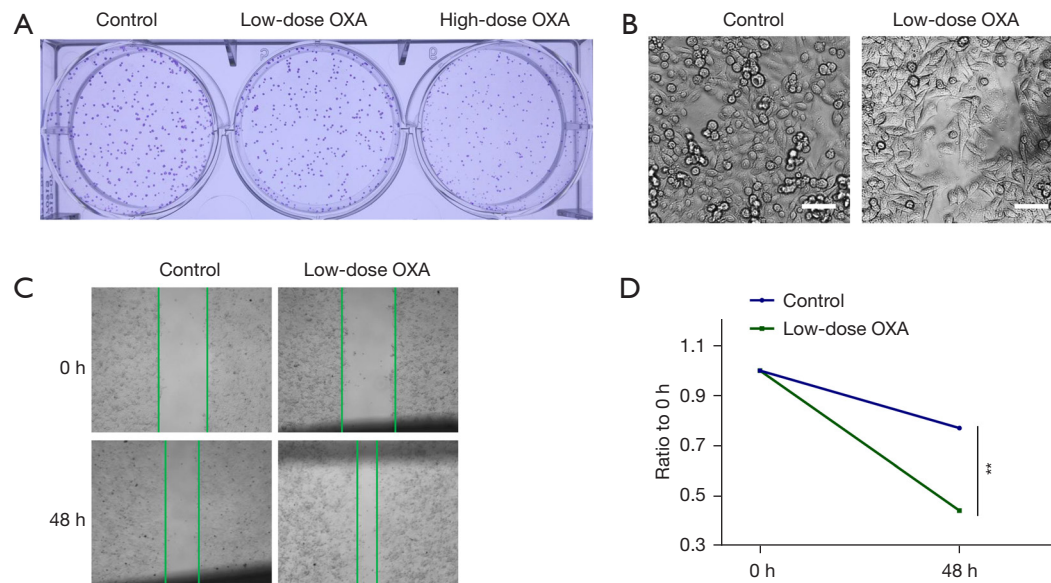 A
Control
Low-dose OXA
High-dose OXA
B
Control
Low-dose OXA
C
Control
Low-dose OXA
0 h
48 h
D
Control
Low-dose OXA
Ratio to 0 h
1.1
0.9
0.7
0.5
0.3
**
0 h
48 h